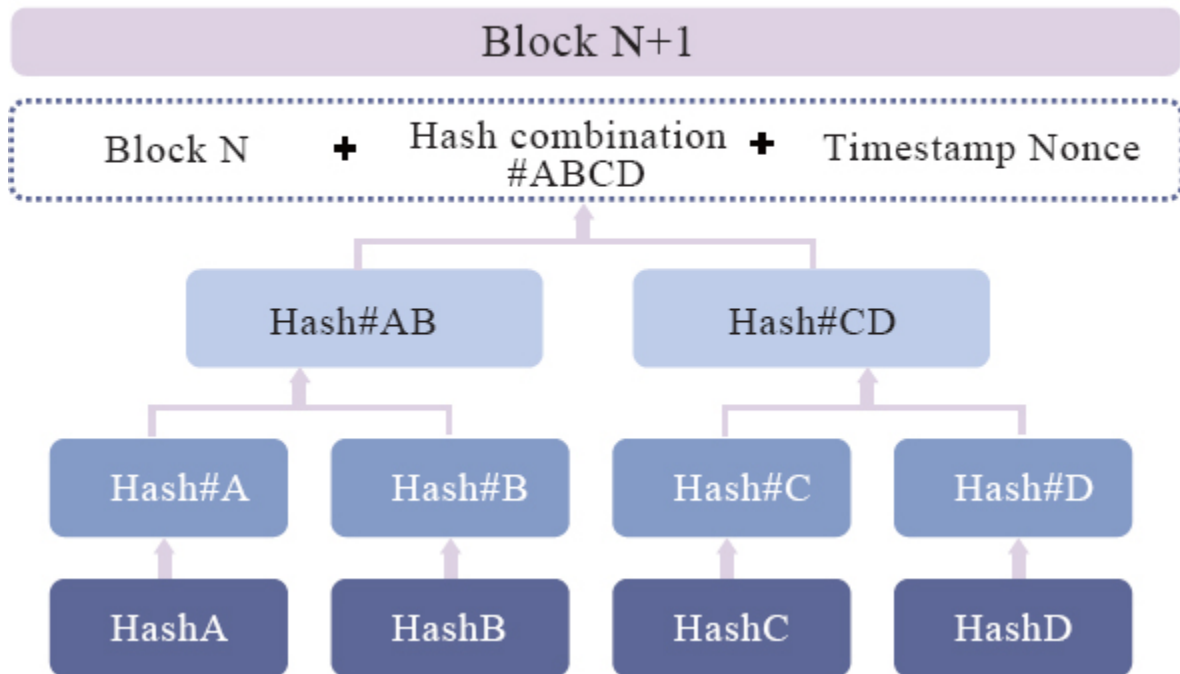 Block N+1
Block N + Hash combination + Timestamp Nonce
#ABCD
Hash#AB Hash#CD
Hash#A Hash#B Hash#C Hash#D
HashA HashB HashC HashD